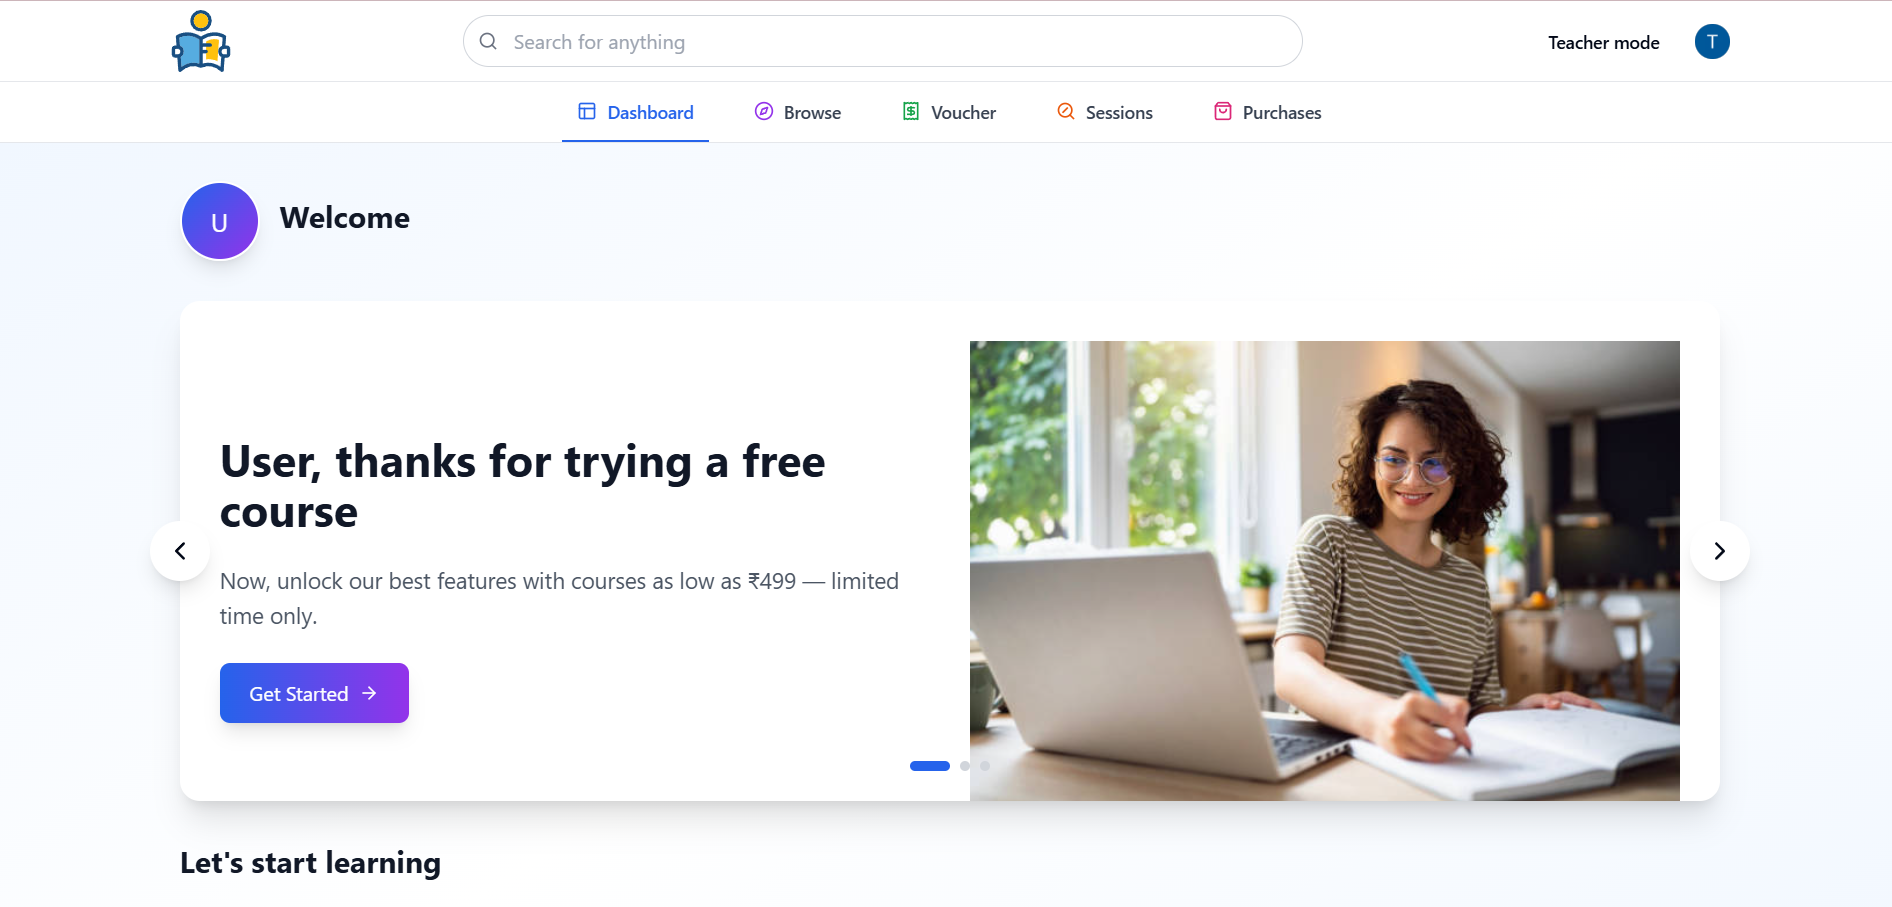 Search for anything
Teacher mode
T
Dashboard
Browse
Voucher
Sessions
Purchases
U
Welcome
User, thanks for trying a free
course
Now, unlock our best features with courses as low as ₹499 — limited
time only.
Get Started
Let's start learning